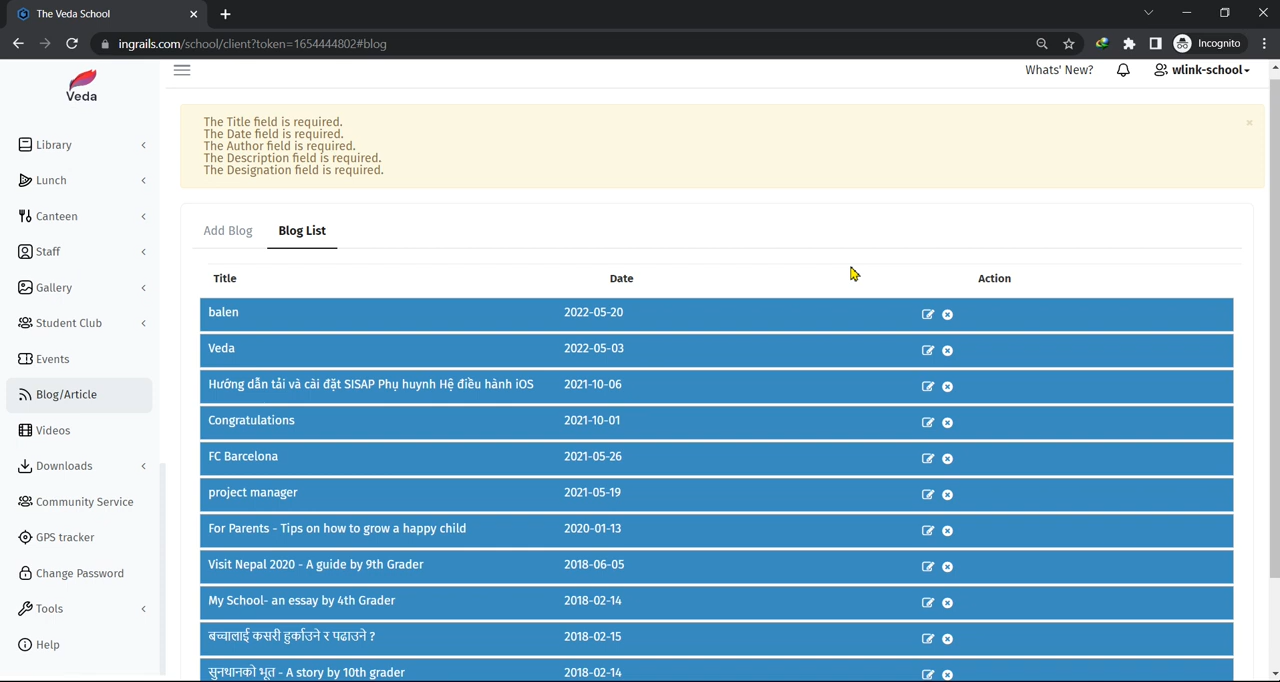 The Veda School
ingrails.com/school/client?token=1654444802#blog
Incognito
Veda
Whats' New?
wlink-school
Library
Lunch
Canteen
Staff
Gallery
Student Club
Events
Blog/Article
Videos
Downloads
Community Service
GPS tracker
Change Password
Tools
Help
The Title field is required.
The Date field is required.
The Author field is required.
The Description field is required.
The Designation field is required.
Add Blog Blog List
Title Date Action
balen 2022-05-20
Veda 2022-05-03
Hướng dẫn tải và cài đặt SISAP Phụ huynh Hệ điều hành iOS 2021-10-06
Congratulations 2021-10-01
FC Barcelona 2021-05-26
project manager 2021-05-19
For Parents - Tips on how to grow a happy child 2020-01-13
Visit Nepal 2020 - A guide by 9th Grader 2018-06-05
My School- an essay by 4th Grader 2018-02-14
बच्चालाई कसरी हुर्काउने र पढाउने ? 2018-02-15
सुनधानको भूत - A story by 10th grader 2018-02-14